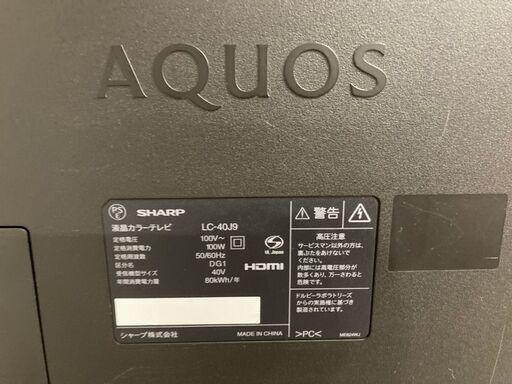 AQUOS
PSE SHARP
液晶カラーテレビ LC-40J9
定格電圧 100V~
定格消費電力 100W
定格周波数 50/60Hz
区分名 DG1
受信機型サイズ 40V
年間消費電力量 80kWh/年
UL Japan
HDMI
シャープ株式会社 MADE IN CHINA
警告
高圧注意
サービスマン以外の方は、
裏ぶたをあけないでください。
内部には高電圧部分が
数多くあり、万一さわると
危険です。
ドルビーラボラトリーズ
からの実施権に基づき
製造されています。
>PC<